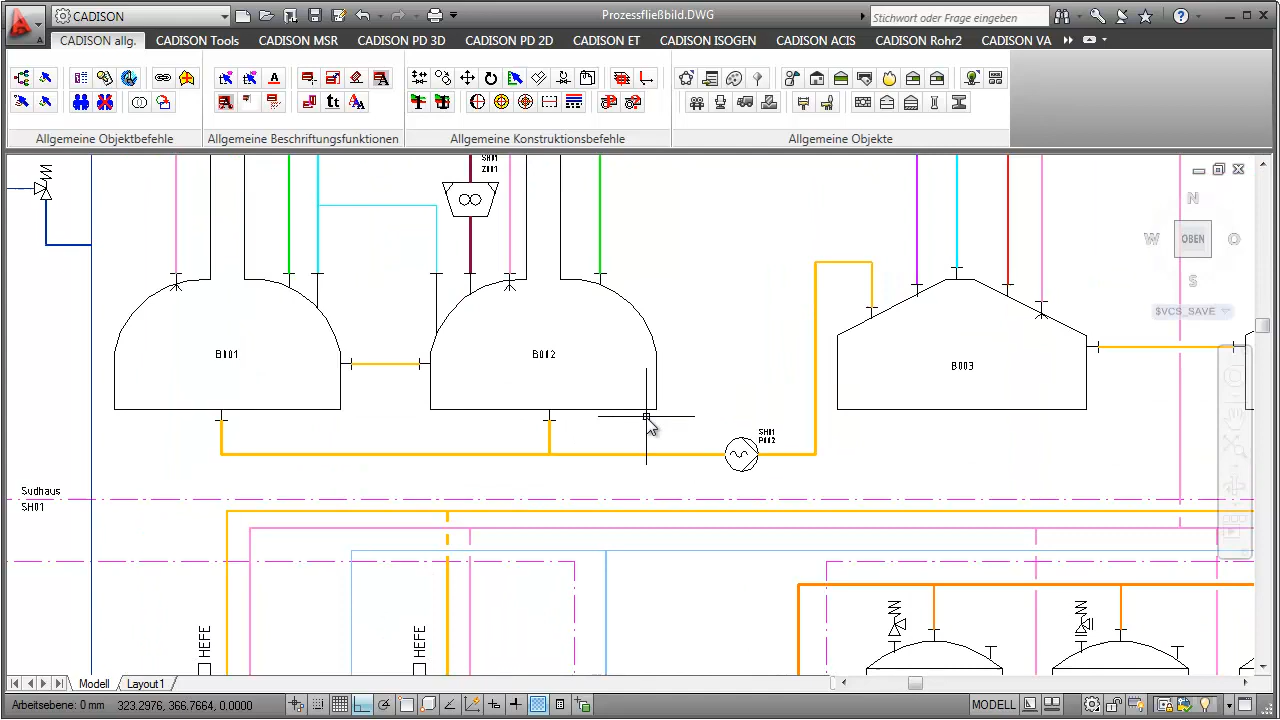 CADISON
Prozessfließbild.DWG
Stichwort oder Frage eingeben
CADISON allg.
CADISON Tools
CADISON MSR
CADISON PD 3D
CADISON PD 2D
CADISON ET
CADISON ISOGEN
CADISON ACIS
CADISON Rohr2
CADISON VA
Allgemeine Objektbefehle
Allgemeine Beschriftungsfunktionen
Allgemeine Konstruktionsbefehle
Allgemeine Objekte
SH01
Z001
N
W
OBEN
O
S
$VCS_SAVE
B001
B002
B003
SH01
P002
Sudhaus
SH01
HEFE
HEFE
Modell
Layout1
Arbeitsebene: 0 mm
323.2976, 366.7664, 0.0000
MODELL